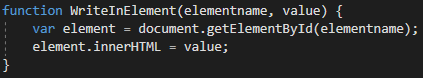 function WriteInElement(elementname, value) {
    var element = document.getElementById(elementname);
    element.innerHTML = value;
}